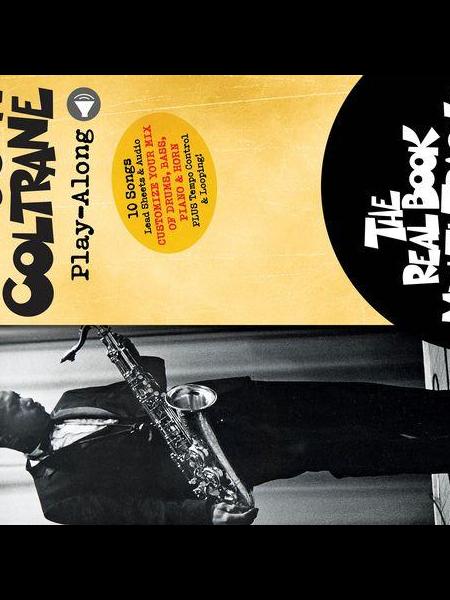 COLTRANE
Play-Along
10 Songs
Lead Sheets & Audio
CUSTOMIZE YOUR MIX
OF DRUMS, BASS,
PIANO & HORN
PLUS Tempo Control
& Looping!
THE
REAL BOOK